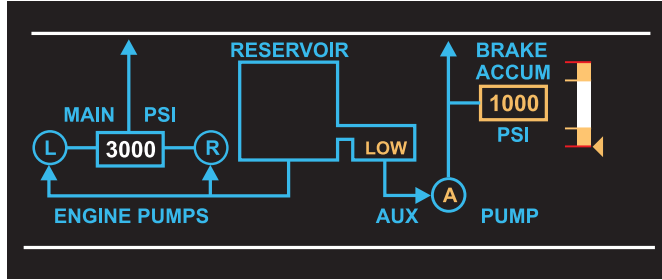 RESERVOIR
BRAKE
ACCUM
1000
PSI
MAIN PSI
L 3000 R
LOW
A
ENGINE PUMPS
AUX PUMP